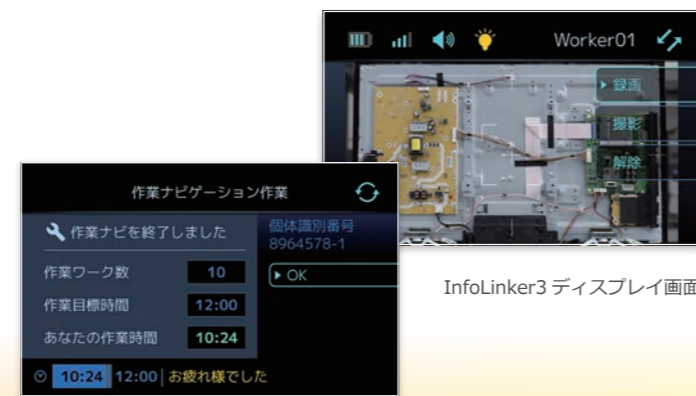 Worker01
録画
撮影
解除
作業ナビゲーション作業
作業ナビを終了しました
個体識別番号
8964578-1
作業ワーク数 10
OK
作業目標時間 12:00
あなたの作業時間 10:24
10:24 12:00 お疲れ様でした
InfoLinker3 ディスプレイ画面